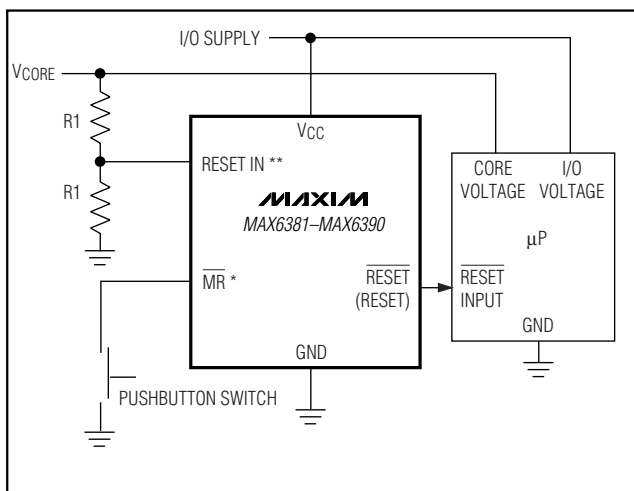 I/O SUPPLY
VCORE
R1
VCC
RESET IN **
CORE VOLTAGE
I/O VOLTAGE
R1
MAXIM
MAX6381–MAX6390
µP
MR *
RESET
(RESET)
RESET
INPUT
GND
GND
PUSHBUTTON SWITCH